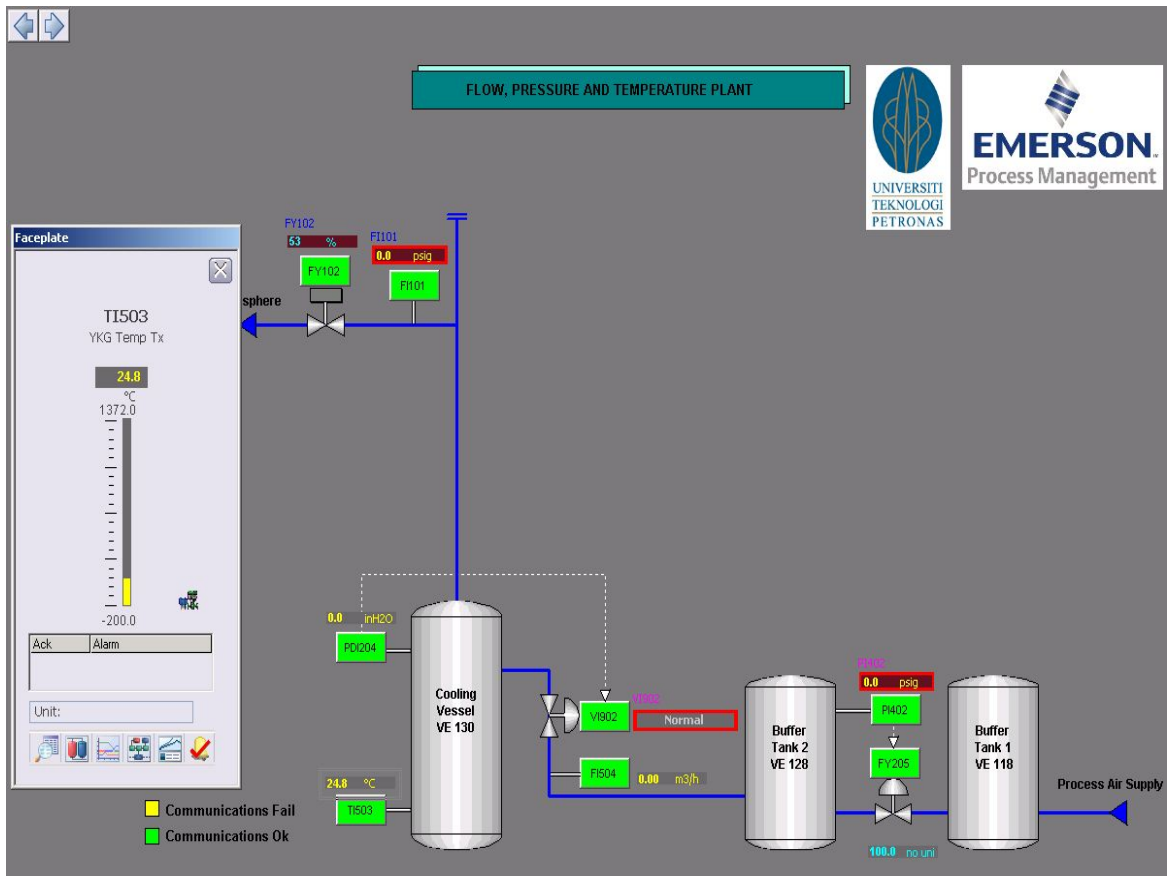 FLOW, PRESSURE AND TEMPERATURE PLANT
UNIVERSITI
TEKNOLOGI
PETRONAS
EMERSON
Process Management
Faceplate
TI503
YKG Temp Tx
24.8
°C
1372.0
-200.0
Ack Alarm
Unit:
sphere
FY102
53 %
FY102
FI101
0.0 psig
FI101
0.0 inH2O
PDI204
Cooling
Vessel
VE 130
24.8 °C
TI503
VI902
VI902
Normal
FI504
0.00 m3/h
Buffer
Tank 2
VE 128
PI402
0.0 psig
PI402
FY205
100.0 no uni
Buffer
Tank 1
VE 118
Process Air Supply
Communications Fail
Communications Ok